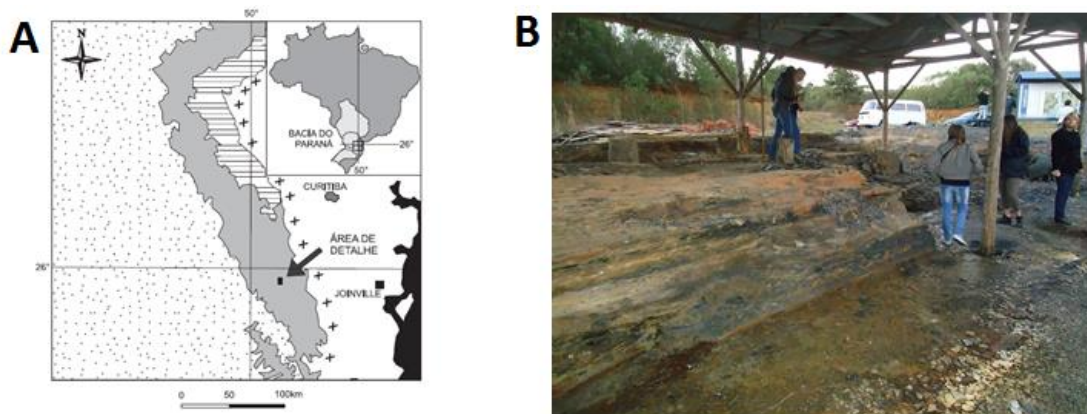 A
B
N
50°
BACIA DO
PARANÁ
26°
50°
CURITIBA
ÁREA DE
DETALHE
26°
JOINVILLE
0 50 100km